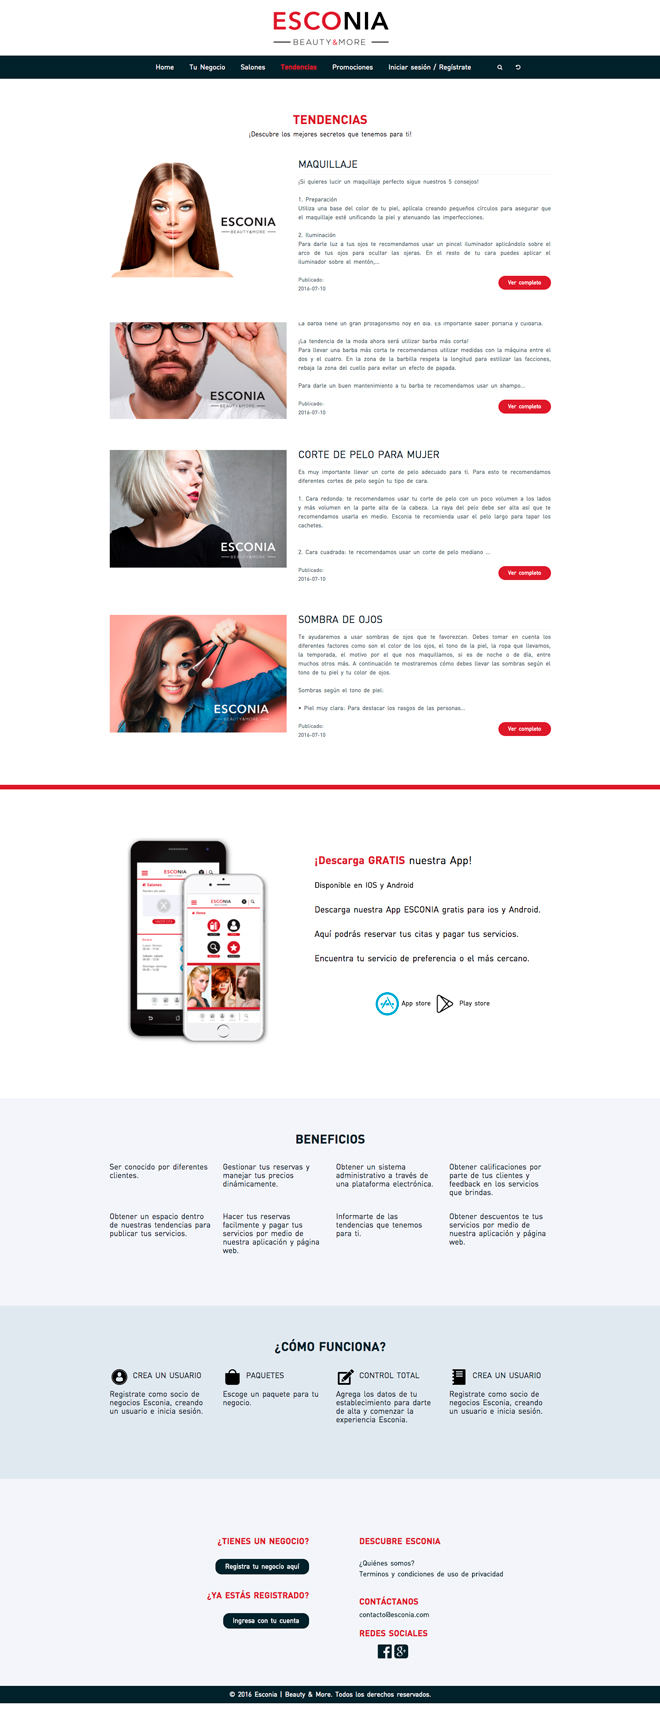 ESCONIA
BEAUTY&MORE
Home
Tu Negocio
Salones
Tendencias
Promociones
Iniciar sesión / Regístrate
TENDENCIAS
¡Descubre los mejores secretos que tenemos para ti!
ESCONIA
BEAUTY&MORE
MAQUILLAJE
¡Si quieres lucir un maquillaje perfecto sigue nuestros 5 consejos!
1. Preparación
Utiliza una base del color de tu piel, aplícala creando pequeños círculos para asegurar que
el maquillaje esté unificando la piel y atenuando las imperfecciones.
2. Iluminación
Para darle luz a tus ojos te recomendamos usar un pincel iluminador aplicándolo sobre el
arco de tus ojos para ocultar las ojeras. En el resto de tu cara puedes aplicar el
iluminador sobre el mentón,...
Publicado:
2016-07-10
Ver completo
ESCONIA
BEAUTY&MORE
La barba tiene un gran protagonismo hoy en día. Es importante saber portarla y cuidarla.
¡La tendencia de la moda ahora será utilizar barba más corta!
Para llevar una barba más corta te recomendamos utilizar medidas con la máquina entre el
dos y el cuatro. En la zona de la barbilla respeta la longitud para estilizar las facciones,
rebaja la zona del cuello para evitar un efecto de papada.
Para darle un buen mantenimiento a tu barba te recomendamos usar un shampo...
Publicado:
2016-07-10
Ver completo
ESCONIA
BEAUTY&MORE
CORTE DE PELO PARA MUJER
Es muy importante llevar un corte de pelo adecuado para ti. Para esto te recomendamos
diferentes cortes de pelo según tu tipo de cara.
1. Cara redonda: te recomendamos usar tu corte de pelo con un poco volumen a los lados
y más volumen en la parte alta de la cabeza. La raya del pelo debe ser alta así que te
recomendamos usarla en medio. Esconia te recomienda usar el pelo largo para tapar los
cachetes.
2. Cara cuadrada: te recomendamos usar un corte de pelo mediano ...
Publicado:
2016-07-10
Ver completo
ESCONIA
BEAUTY&MORE
SOMBRA DE OJOS
Te ayudaremos a usar sombras de ojos que te favorezcan. Debes tomar en cuenta los
diferentes factores como son el color de los ojos, el tono de la piel, la ropa que llevamos,
la temporada, el motivo por el que nos maquillamos, si es de noche o de día, entre
muchos otros más. A continuación te mostraremos cómo debes llevar las sombras según el
tono de tu piel y tu color de ojos.
Sombras según el tono de piel:
• Piel muy clara: Para destacar los rasgos de las personas...
Publicado:
2016-07-10
Ver completo
ESCONIA
Salones
ESCONIA
Home
¡Descarga GRATIS nuestra App!
Disponible en IOS y Android
Descarga nuestra App ESCONIA gratis para ios y Android.
Aquí podrás reservar tus citas y pagar tus servicios.
Encuentra tu servicio de preferencia o el más cercano.
App store
Play store
BENEFICIOS
Ser conocido por diferentes
clientes.
Gestionar tus reservas y
manejar tus precios
dinámicamente.
Obtener un sistema
administrativo a través de
una plataforma electrónica.
Obtener calificaciones por
parte de tus clientes y
feedback en los servicios
que brindas.
Obtener un espacio dentro
de nuestras tendencias para
publicar tus servicios.
Hacer tus reservas
facilmente y pagar tus
servicios por medio de
nuestra aplicación y página
web.
Informarte de las
tendencias que tenemos
para ti.
Obtener descuentos te tus
servicios por medio de
nuestra aplicación y página
web.
¿CÓMO FUNCIONA?
CREA UN USUARIO
Registrate como socio de
negocios Esconia, creando
un usuario e inicia sesión.
PAQUETES
Escoge un paquete para tu
negocio.
CONTROL TOTAL
Agrega los datos de tu
establecimiento para darte
de alta y comenzar la
experiencia Esconia.
CREA UN USUARIO
Registrate como socio de
negocios Esconia, creando
un usuario e inicia sesión.
¿TIENES UN NEGOCIO?
Registra tu negocio aquí
¿YA ESTÁS REGISTRADO?
Ingresa con tu cuenta
DESCUBRE ESCONIA
¿Quiénes somos?
Terminos y condiciones de uso de privacidad
CONTÁCTANOS
contacto@esconia.com
REDES SOCIALES
© 2016 Esconia | Beauty & More. Todos los derechos reservados.